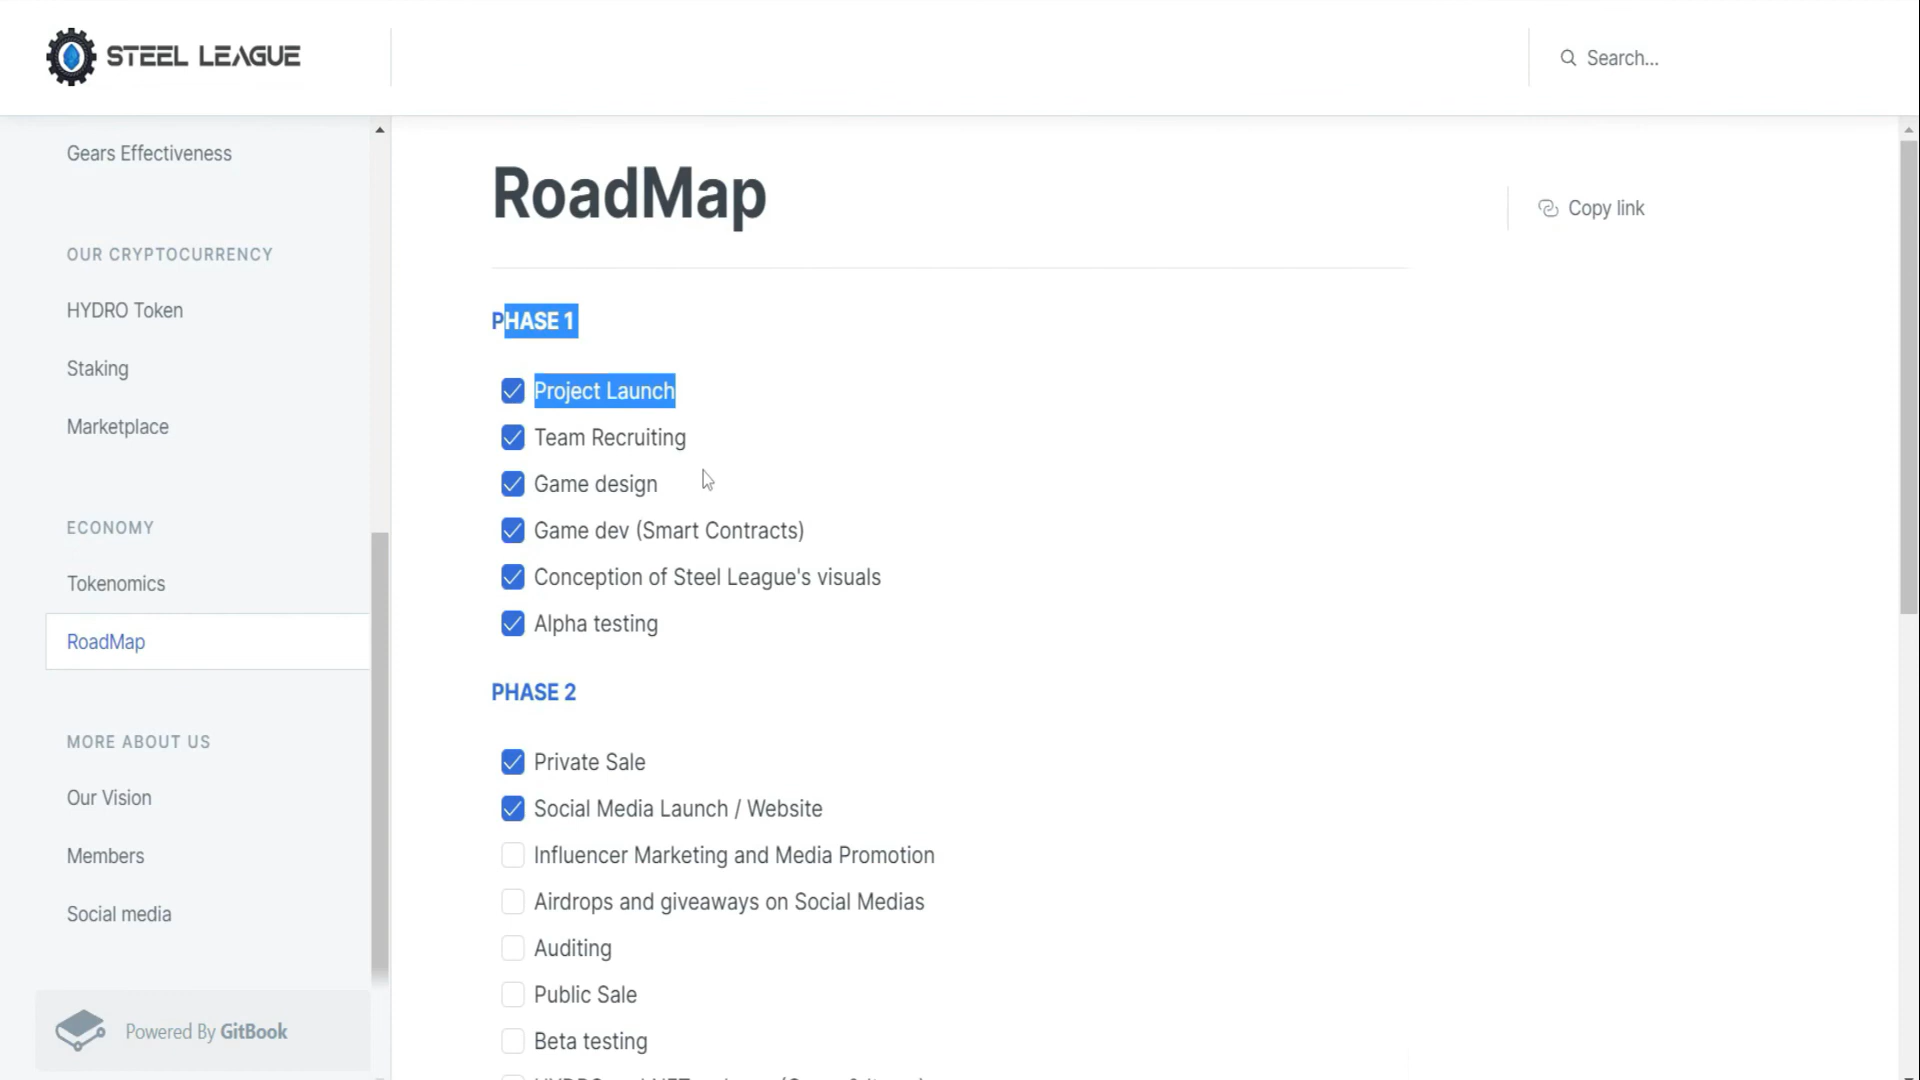 STEEL LEAGUE
Search...
Gears Effectiveness
OUR CRYPTOCURRENCY
HYDRO Token
Staking
Marketplace
ECONOMY
Tokenomics
RoadMap
MORE ABOUT US
Our Vision
Members
Social media
Powered By GitBook
RoadMap
Copy link
PHASE 1
Project Launch
Team Recruiting
Game design
Game dev (Smart Contracts)
Conception of Steel League's visuals
Alpha testing
PHASE 2
Private Sale
Social Media Launch / Website
Influencer Marketing and Media Promotion
Airdrops and giveaways on Social Medias
Auditing
Public Sale
Beta testing